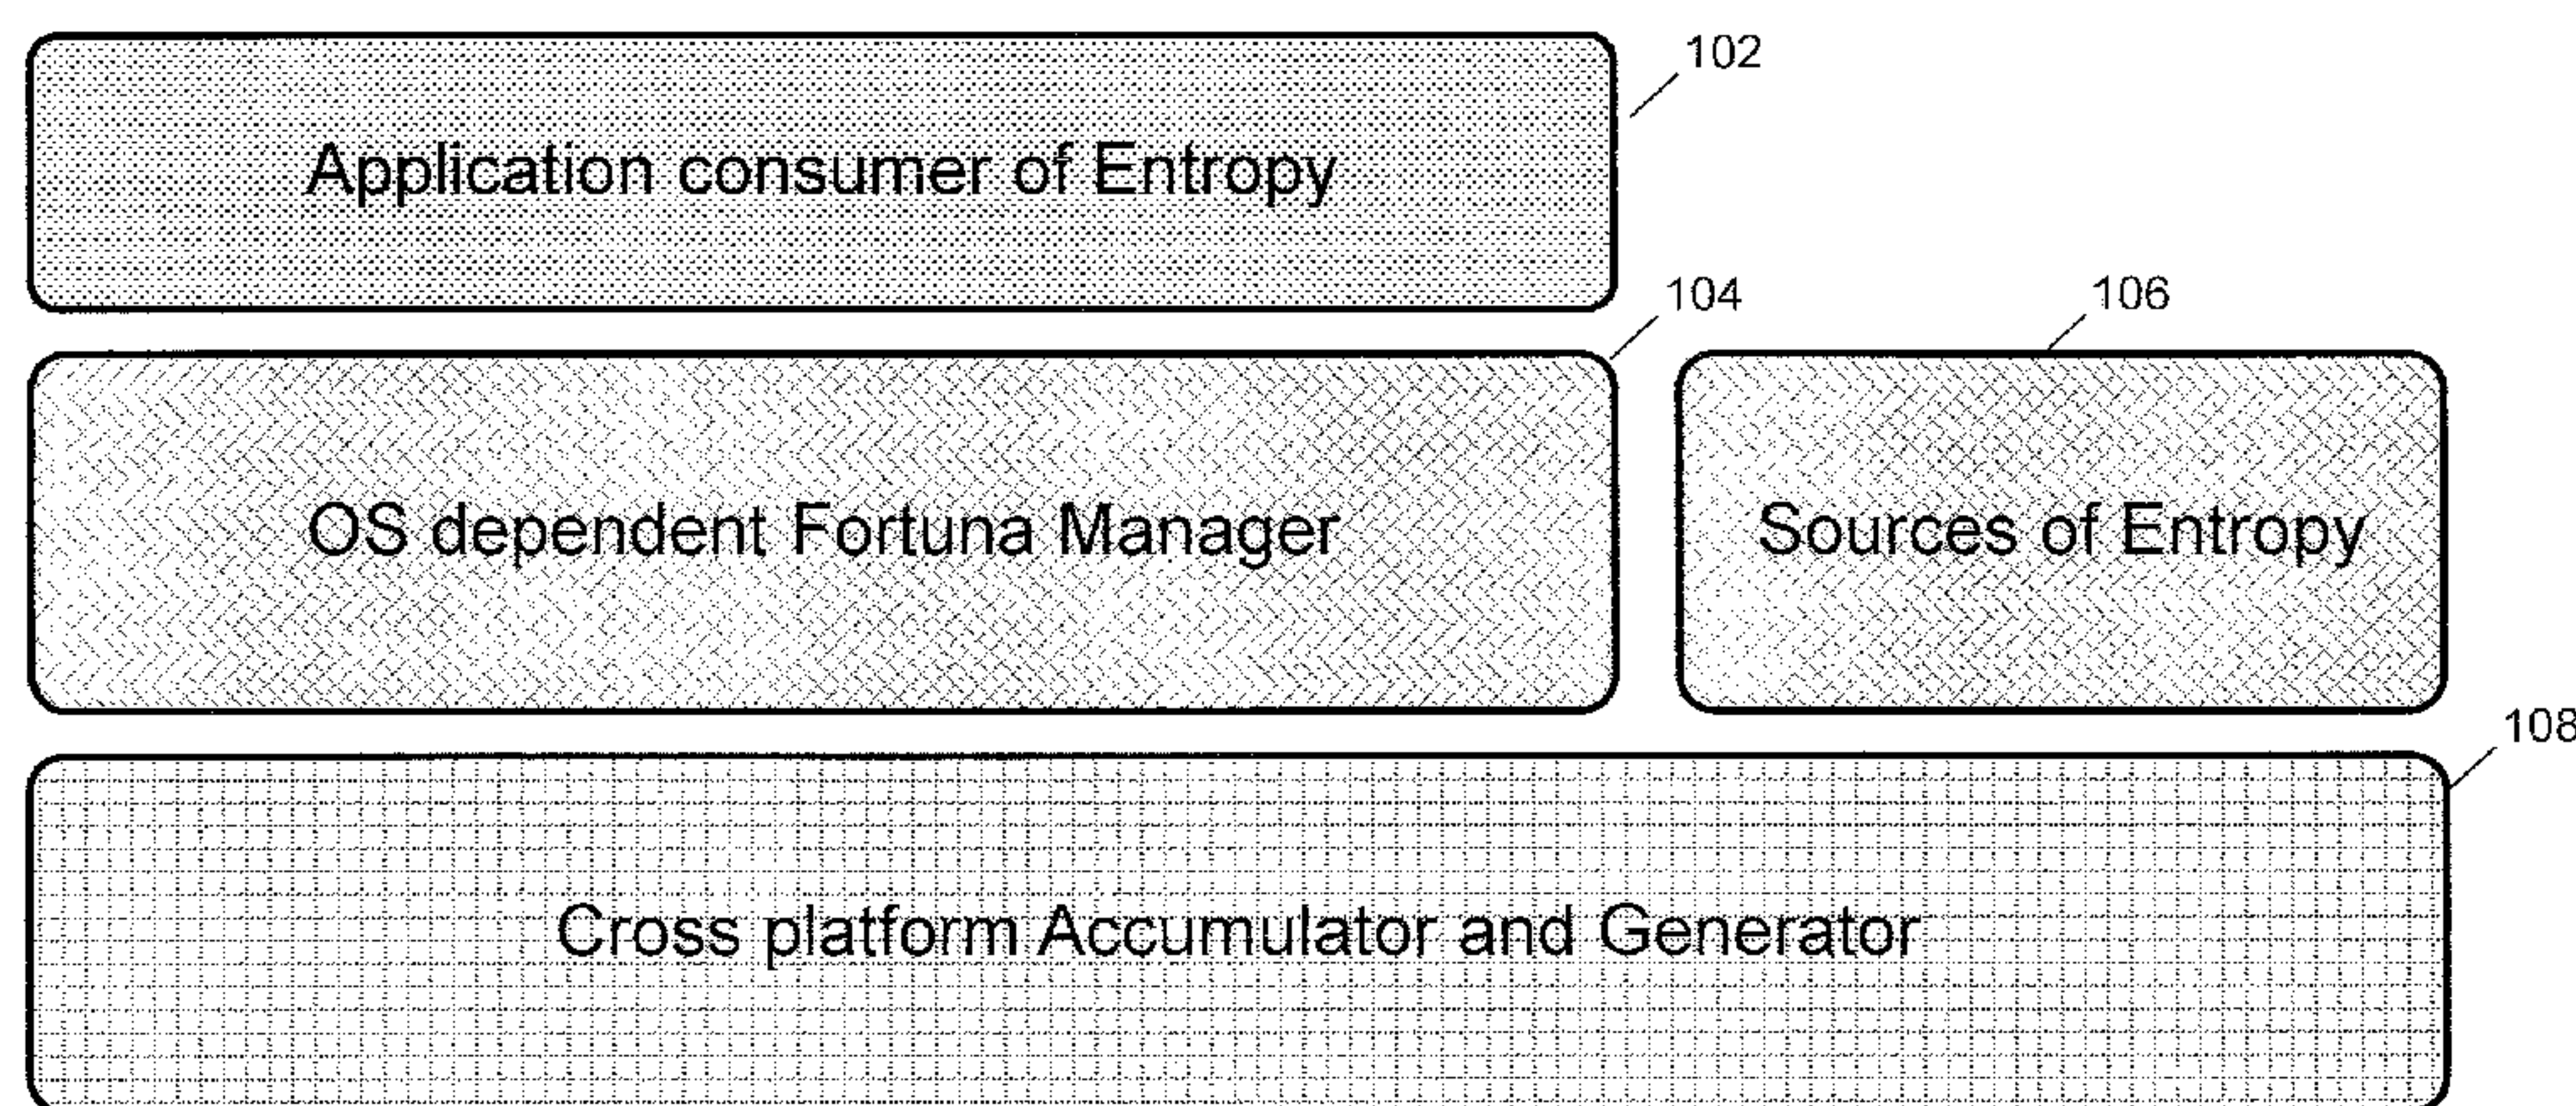 102
Application consumer of Entropy
104
106
OS dependent Fortuna Manager
Sources of Entropy
108
Cross platform Accumulator and Generator